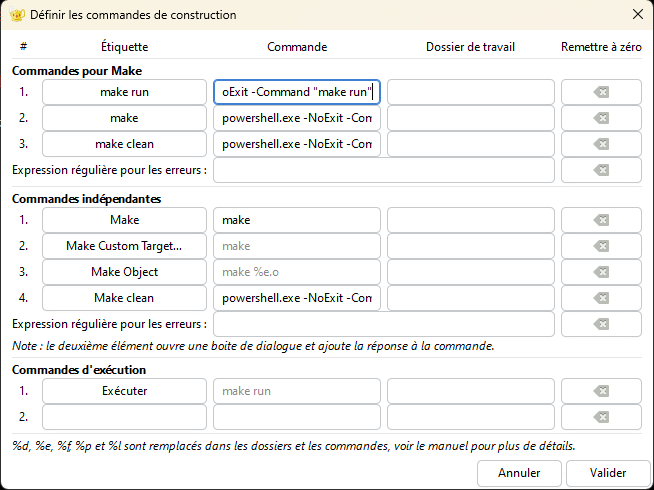 Définir les commandes de construction
# Étiquette Commande Dossier de travail Remettre à zéro
Commandes pour Make
1. make run oExit -Command "make run"
2. make powershell.exe -NoExit -Com
3. make clean powershell.exe -NoExit -Com
Expression régulière pour les erreurs :
Commandes indépendantes
1. Make make
2. Make Custom Target... make
3. Make Object make %e.o
4. Make clean powershell.exe -NoExit -Com
Expression régulière pour les erreurs :
Note : le deuxième élément ouvre une boite de dialogue et ajoute la réponse à la commande.
Commandes d'exécution
1. Exécuter make run
2.
%d, %e, %f, %p et %l sont remplacés dans les dossiers et les commandes, voir le manuel pour plus de détails.
Annuler Valider